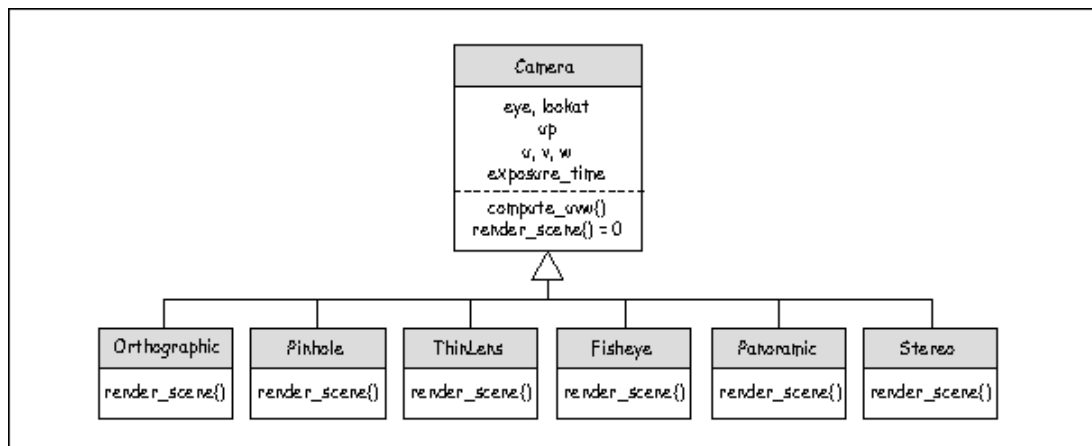 Camera
eye, lookat
up
u, v, w
exposure_time
compute_uvw()
render_scene() = 0
Orthographic
Pinhole
ThinLens
Fisheye
Panoramic
Stereo
render_scene()
render_scene()
render_scene()
render_scene()
render_scene()
render_scene()